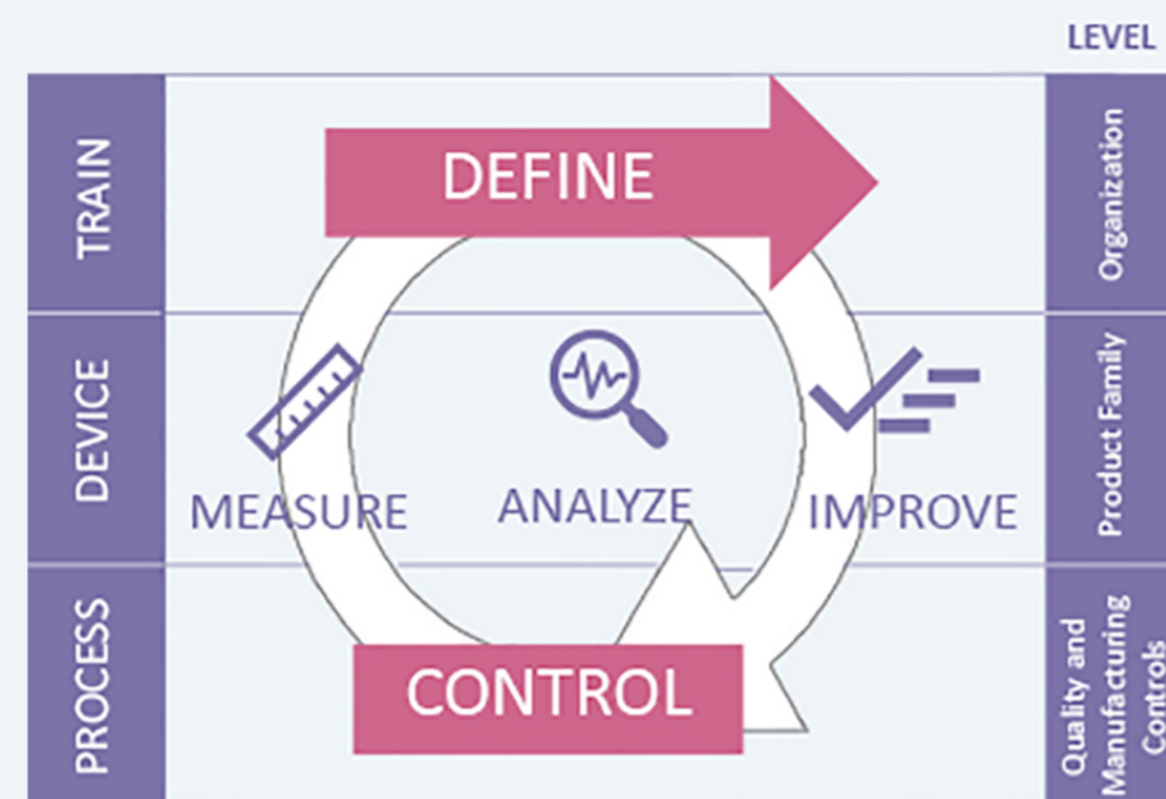 LEVEL
TRAIN
DEFINE
Organization
DEVICE
MEASURE
ANALYZE
IMPROVE
Product Family
PROCESS
CONTROL
Quality and
Manufacturing
Controls